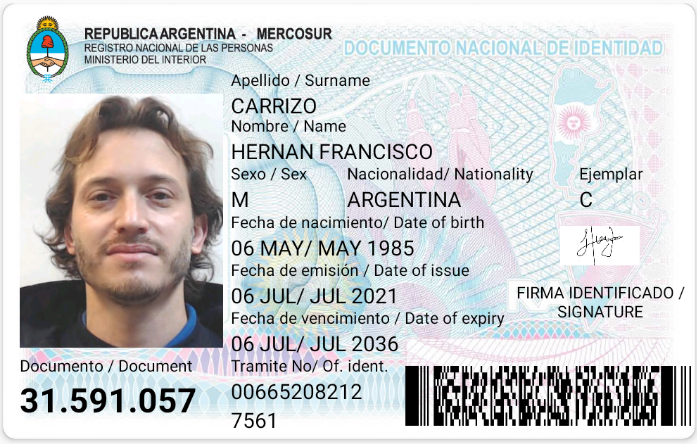 REPUBLICA ARGENTINA - MERCOSUR
REGISTRO NACIONAL DE LAS PERSONAS
MINISTERIO DEL INTERIOR
DOCUMENTO NACIONAL DE IDENTIDAD
Apellido / Surname
CARRIZO
Nombre / Name
HERNAN FRANCISCO
Sexo / Sex Nacionalidad/ Nationality Ejemplar
M ARGENTINA C
Fecha de nacimiento/ Date of birth
06 MAY/ MAY 1985
Fecha de emisión / Date of issue
06 JUL/ JUL 2021
Fecha de vencimiento / Date of expiry
06 JUL/ JUL 2036
FIRMA IDENTIFICADO /
SIGNATURE
Tramite No/ Of. ident.
00665208212
7561
Documento / Document
31.591.057